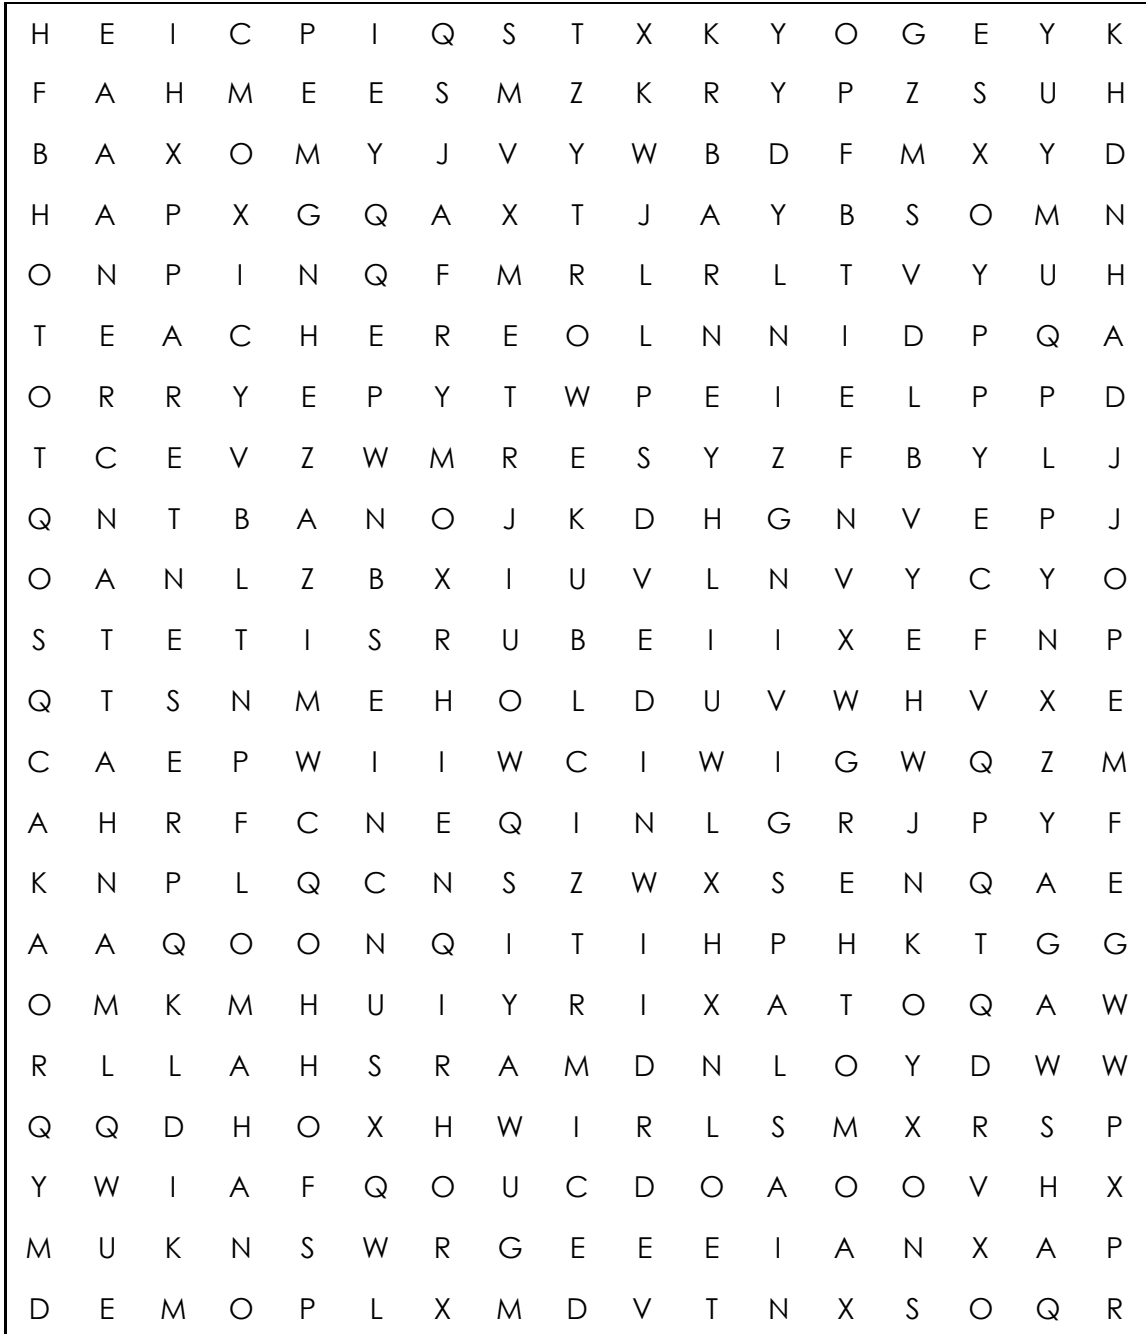 H E I C P I Q S T X K Y O G E Y K
F A H M E E S M Z K R Y P Z S U H
B A X O M Y J V Y W B D F M X Y D
H A P X G Q A X T J A Y B S O M N
O N P I N Q F M R L R L T V Y U H
T E A C H E R E O L N N I D P Q A
O R R Y E P Y T W P E I E L P P D
T C E V Z W M R E S Y Z F B Y L J
Q N T B A N O J K D H G N V E P J
O A N L Z B X I U V L N V Y C Y O
S T E T I S R U B E I I X E F N P
Q T S N M E H O L D U V W H V X E
C A E P W I I W C I W I G W Q Z M
A H R F C N E Q I N L G R J P Y F
K N P L Q C N S Z W X S E N Q A E
A A Q O O N Q I T I H P H K T G G
O M K M H U I Y R I X A T O Q A W
R L L A H S R A M D N L O Y D W W
Q Q D H O X H W I R L S M X R S P
Y W I A F Q O U C D O A O O V H X
M U K N S W R G E E E I A N X A P
D E M O P L X M D V T N X S O Q R